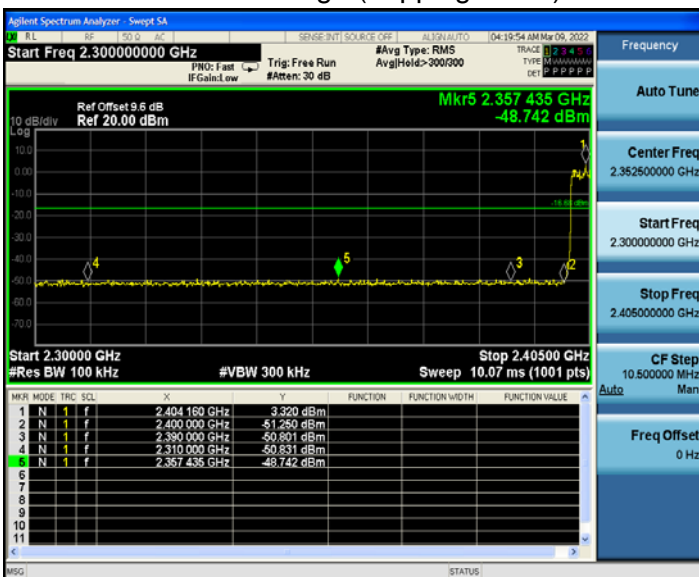 Agilent Spectrum Analyzer - Swept SA
RL RF 50 Ω AC SENSE:INT SOURCE OFF ALIGN AUTO 04:19:54 AM Mar 09, 2022
Start Freq 2.300000000 GHz
PNO: Fast
IFGain:Low
Trig: Free Run
#Atten: 30 dB
#Avg Type: RMS
Avg|Hold>300/300
TRACE 1 2 3 4 5 6
TYPE M
DET P P P P P P
Ref Offset 9.6 dB
Ref 20.00 dBm
10 dB/div
Log
Mkr5 2.357 435 GHz
-48.742 dBm
10.0
0.00
-10.0
-20.0
-30.0
-40.0
-50.0
-60.0
-70.0
1
2
3
4
5
Start 2.30000 GHz
Stop 2.40500 GHz
#Res BW 100 kHz
#VBW 300 kHz
Sweep 10.07 ms (1001 pts)
MKR MODE TRC SCL X Y FUNCTION FUNCTION WIDTH FUNCTION VALUE
1 N 1 f 2.404 160 GHz 3.320 dBm
2 N 1 f 2.400 000 GHz -51.250 dBm
3 N 1 f 2.390 000 GHz -50.801 dBm
4 N 1 f 2.310 000 GHz -50.831 dBm
5 N 1 f 2.357 435 GHz -48.742 dBm
6
7
8
9
10
11
MSG
STATUS
Frequency
Auto Tune
Center Freq
2.352500000 GHz
Start Freq
2.300000000 GHz
Stop Freq
2.405000000 GHz
CF Step
10.500000 MHz
Auto Man
Freq Offset
0 Hz